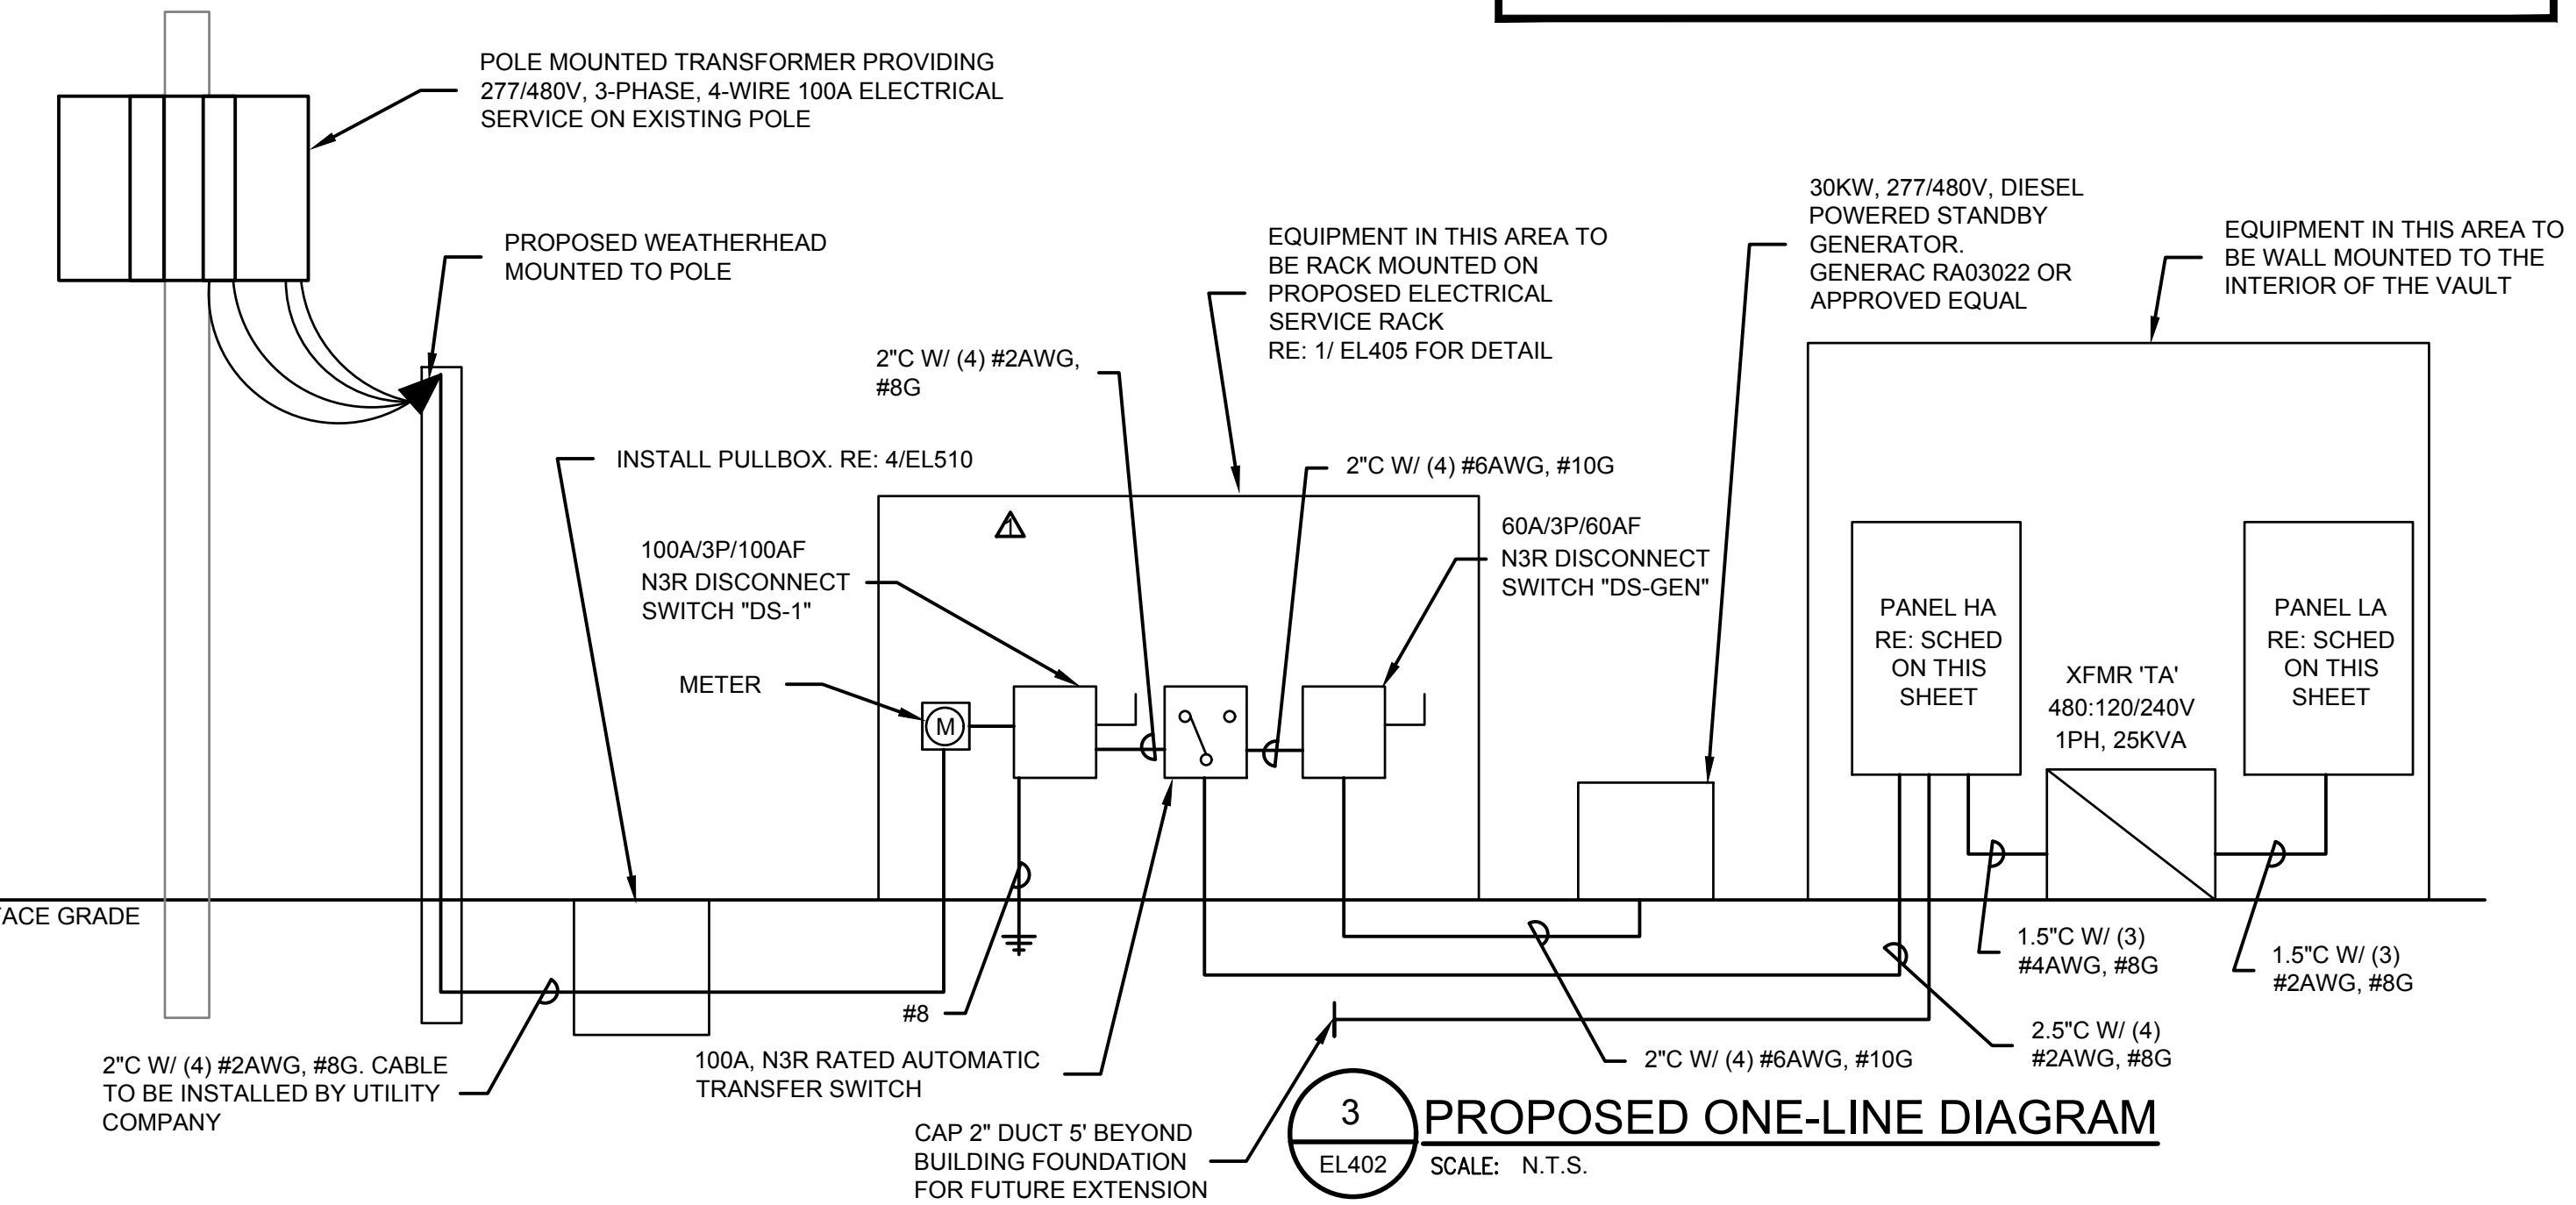 POLE MOUNTED TRANSFORMER PROVIDING
277/480V, 3-PHASE, 4-WIRE 100A ELECTRICAL
SERVICE ON EXISTING POLE
PROPOSED WEATHERHEAD
MOUNTED TO POLE
2"C W/ (4) #2AWG,
#8G
EQUIPMENT IN THIS AREA TO
BE RACK MOUNTED ON
PROPOSED ELECTRICAL
SERVICE RACK
RE: 1/ EL405 FOR DETAIL
30KW, 277/480V, DIESEL
POWERED STANDBY
GENERATOR.
GENERAC RA03022 OR
APPROVED EQUAL
EQUIPMENT IN THIS AREA TO
BE WALL MOUNTED TO THE
INTERIOR OF THE VAULT
INSTALL PULLBOX. RE: 4/EL510
2"C W/ (4) #6AWG, #10G
1
100A/3P/100AF
N3R DISCONNECT
SWITCH "DS-1"
60A/3P/60AF
N3R DISCONNECT
SWITCH "DS-GEN"
METER
M
PANEL HA
RE: SCHED
ON THIS
SHEET
XFMR 'TA'
480:120/240V
1PH, 25KVA
PANEL LA
RE: SCHED
ON THIS
SHEET
GRADE
#8
1.5"C W/ (3)
#4AWG, #8G
1.5"C W/ (3)
#2AWG, #8G
2"C W/ (4) #2AWG, #8G. CABLE
TO BE INSTALLED BY UTILITY
COMPANY
100A, N3R RATED AUTOMATIC
TRANSFER SWITCH
2"C W/ (4) #6AWG, #10G
2.5"C W/ (4)
#2AWG, #8G
CAP 2" DUCT 5' BEYOND
BUILDING FOUNDATION
FOR FUTURE EXTENSION
3
EL402
PROPOSED ONE-LINE DIAGRAM
SCALE: N.T.S.